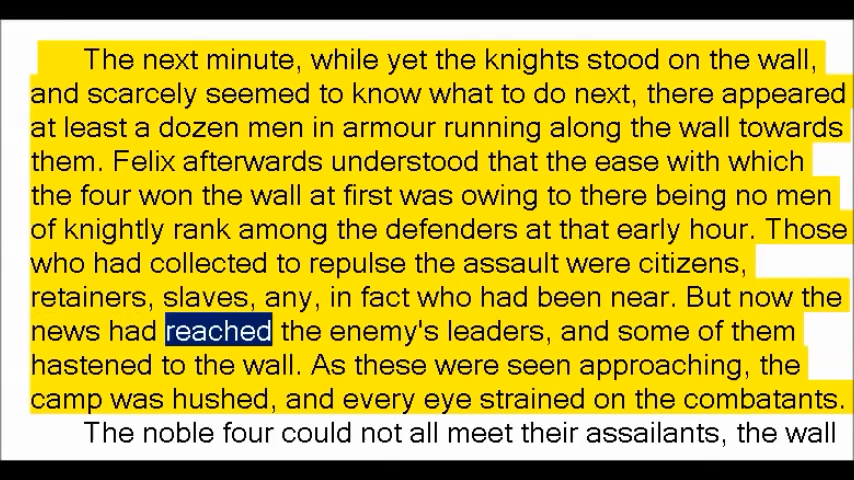 The next minute, while yet the knights stood on the wall,
and scarcely seemed to know what to do next, there appeared
at least a dozen men in armour running along the wall towards
them. Felix afterwards understood that the ease with which
the four won the wall at first was owing to there being no men
of knightly rank among the defenders at that early hour. Those
who had collected to repulse the assault were citizens,
retainers, slaves, any, in fact who had been near. But now the
news had reached the enemy's leaders, and some of them
hastened to the wall. As these were seen approaching, the
camp was hushed, and every eye strained on the combatants.
The noble four could not all meet their assailants, the wall